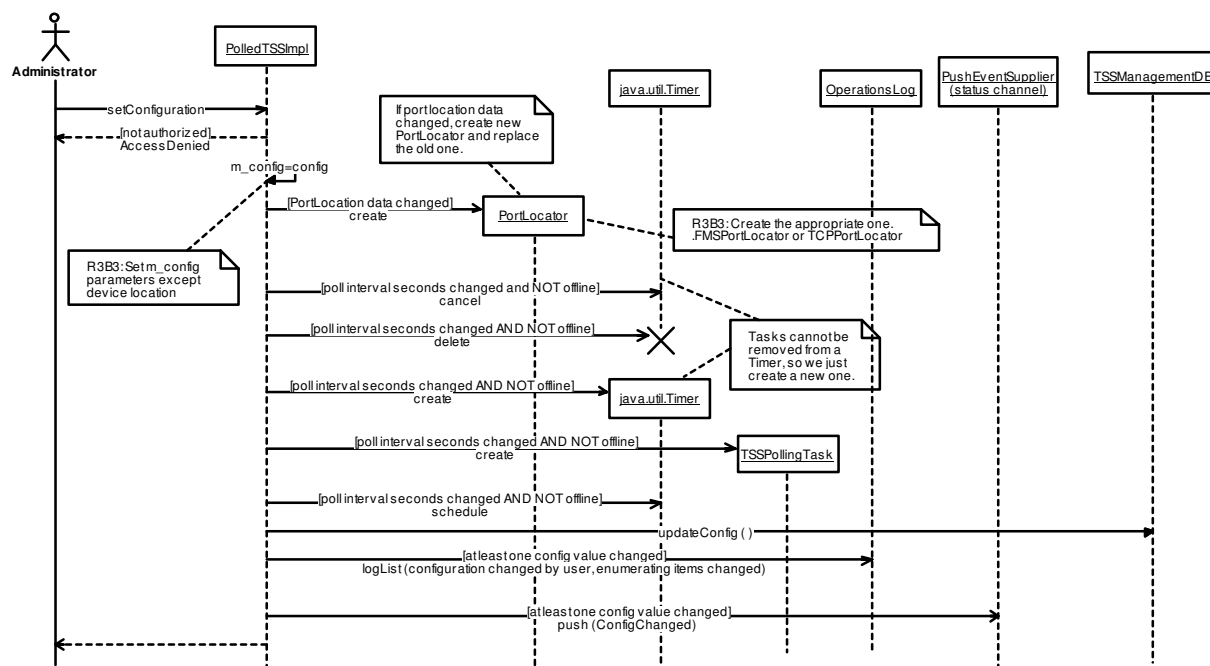 PolledTSSImpl
Administrator
java.util.Timer
OperationsLog
PushEventSupplier
(status channel)
TSSManagementDB
setConfiguration
[not authorized]
AccessDenied
If port location data
changed, create new
PortLocator and replace
the old one.
m_config=config
[PortLocation data changed]
create
PortLocator
R3B3: Create the appropriate one.
.FMSPortLocator or TCPPortLocator
R3B3: Set m_config
parameters except
device location
[poll interval seconds changed and NOT offline]
cancel
[poll interval seconds changed AND NOT offline]
delete
Tasks cannot be
removed from a
Timer, so we just
create a new one.
[poll interval seconds changed AND NOT offline]
create
java.util.Timer
[poll interval seconds changed AND NOT offline]
create
TSSPollingTask
[poll interval seconds changed AND NOT offline]
schedule
updateConfig ( )
[at least one config value changed]
logList (configuration changed by user, enumerating items changed)
[at least one config value changed]
push (ConfigChanged)